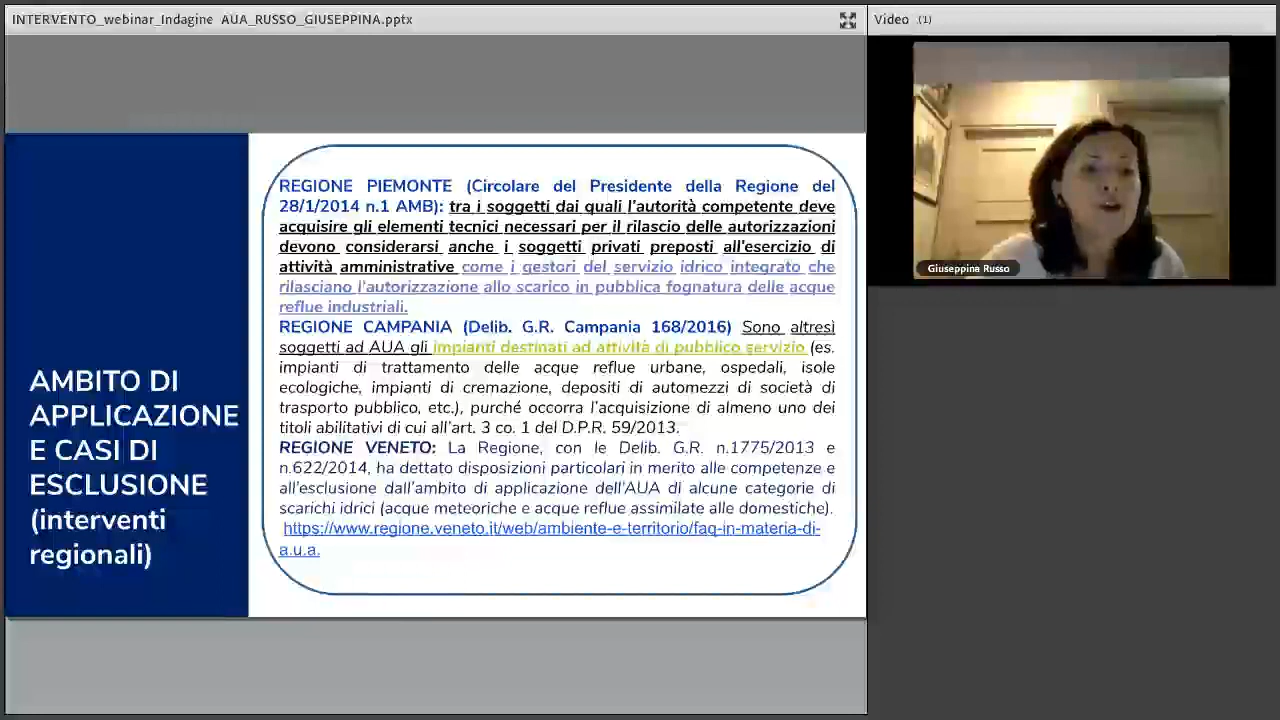 INTERVENTO_webinar_Indagine AUA_RUSSO_GIUSEPPINA.pptx
Video (1)
AMBITO DI
APPLICAZIONE
E CASI DI
ESCLUSIONE
(interventi
regionali)
REGIONE PIEMONTE (Circolare del Presidente della Regione del
28/1/2014 n.1 AMB): tra i soggetti dai quali l'autorità competente deve
acquisire gli elementi tecnici necessari per il rilascio delle autorizzazioni
devono considerarsi anche i soggetti privati preposti all'esercizio di
attività amministrative come i gestori del servizio idrico integrato che
rilasciano l'autorizzazione allo scarico in pubblica fognatura delle acque
reflue industriali.
REGIONE CAMPANIA (Delib. G.R. Campania 168/2016) Sono altresì
soggetti ad AUA gli impianti destinati ad attività di pubblico servizio (es.
impianti di trattamento delle acque reflue urbane, ospedali, isole
ecologiche, impianti di cremazione, depositi di automezzi di società di
trasporto pubblico, etc.), purché occorra l'acquisizione di almeno uno dei
titoli abilitativi di cui all'art. 3 co. 1 del D.P.R. 59/2013.
REGIONE VENETO: La Regione, con le Delib. G.R. n.1775/2013 e
n.622/2014, ha dettato disposizioni particolari in merito alle competenze e
all'esclusione dall'ambito di applicazione dell'AUA di alcune categorie di
scarichi idrici (acque meteoriche e acque reflue assimilate alle domestiche).
https://www.regione.veneto.it/web/ambiente-e-territorio/faq-in-materia-di-
a.u.a.
Giuseppina Russo